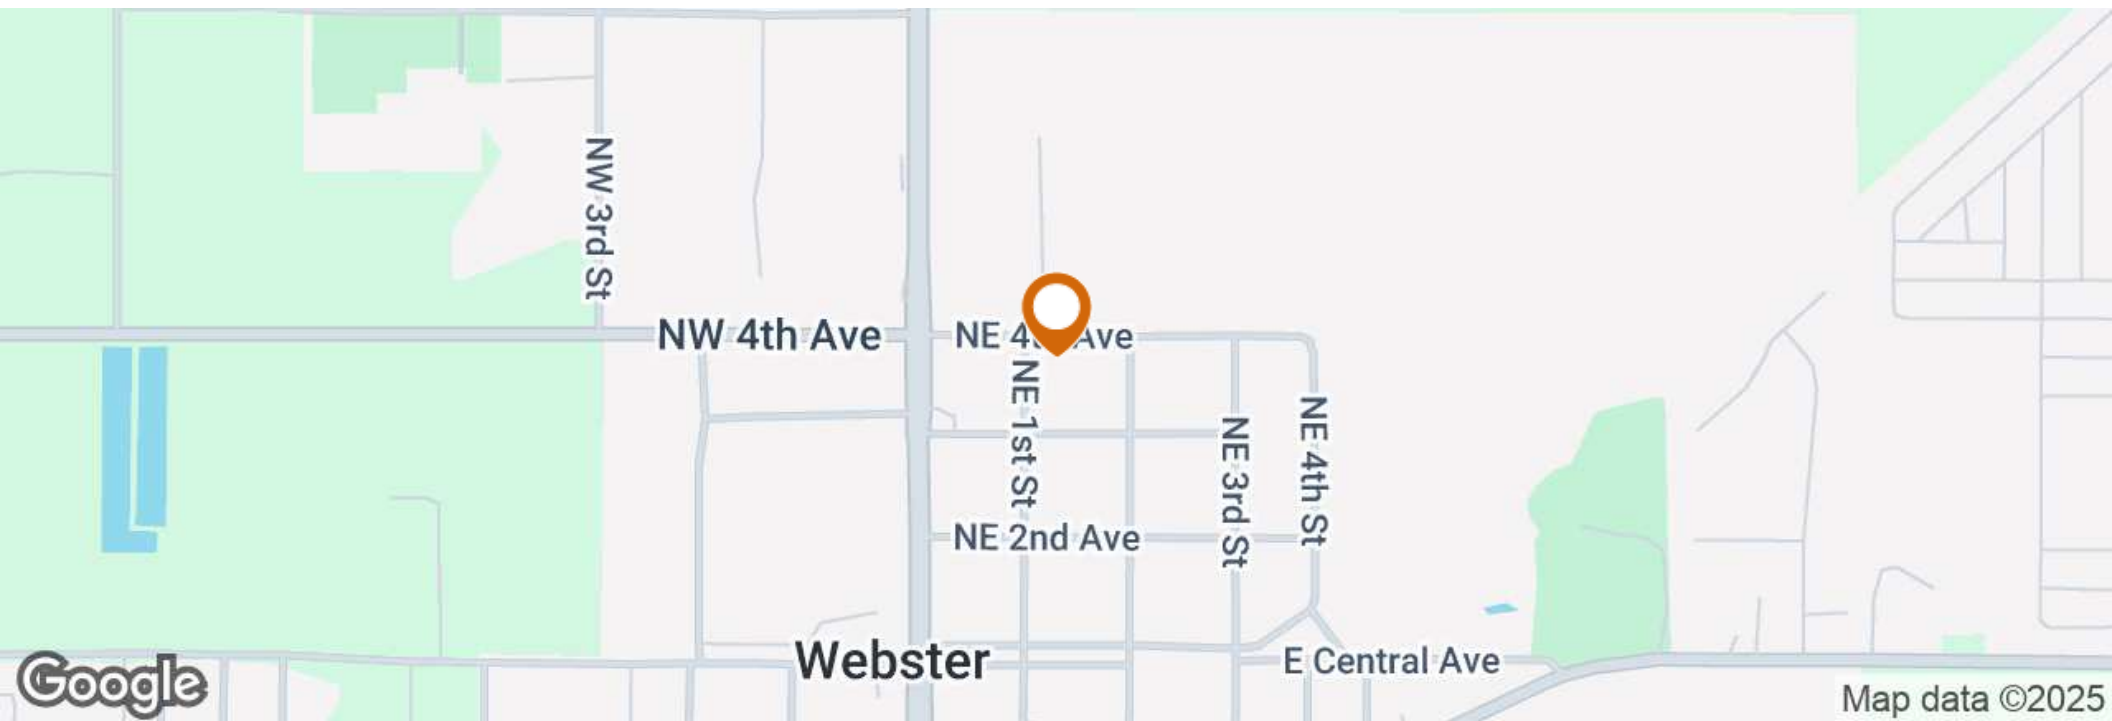 NW 3rd St
NW 4th Ave
NE 4th Ave
NE 1st St
NE 3rd St
NE 4th St
NE 2nd Ave
Webster
E Central Ave
Google
Map data ©2025